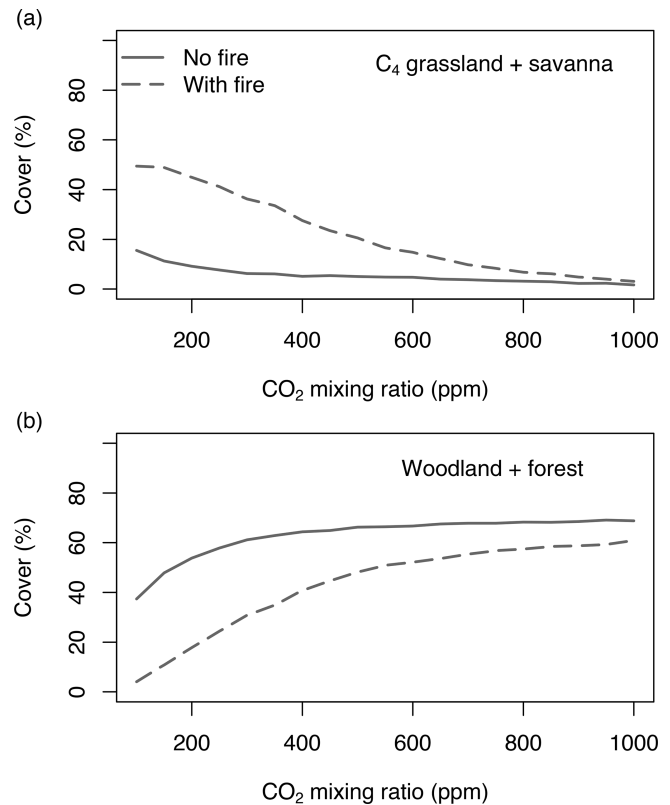 (a)
No fire
With fire
C₄ grassland + savanna
Cover (%)
0
20
40
60
80
200
400
600
800
1000
CO₂ mixing ratio (ppm)
(b)
Woodland + forest
Cover (%)
0
20
40
60
80
200
400
600
800
1000
CO₂ mixing ratio (ppm)